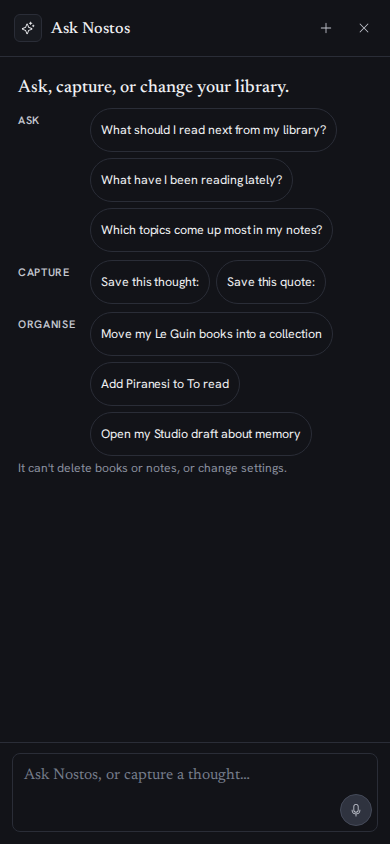 Ask Nostos
Ask, capture, or change your library.
ASK
What should I read next from my library?
What have I been reading lately?
Which topics come up most in my notes?
CAPTURE
Save this thought:
Save this quote:
ORGANISE
Move my Le Guin books into a collection
Add Piranesi to To read
Open my Studio draft about memory
It can't delete books or notes, or change settings.
Ask Nostos, or capture a thought...